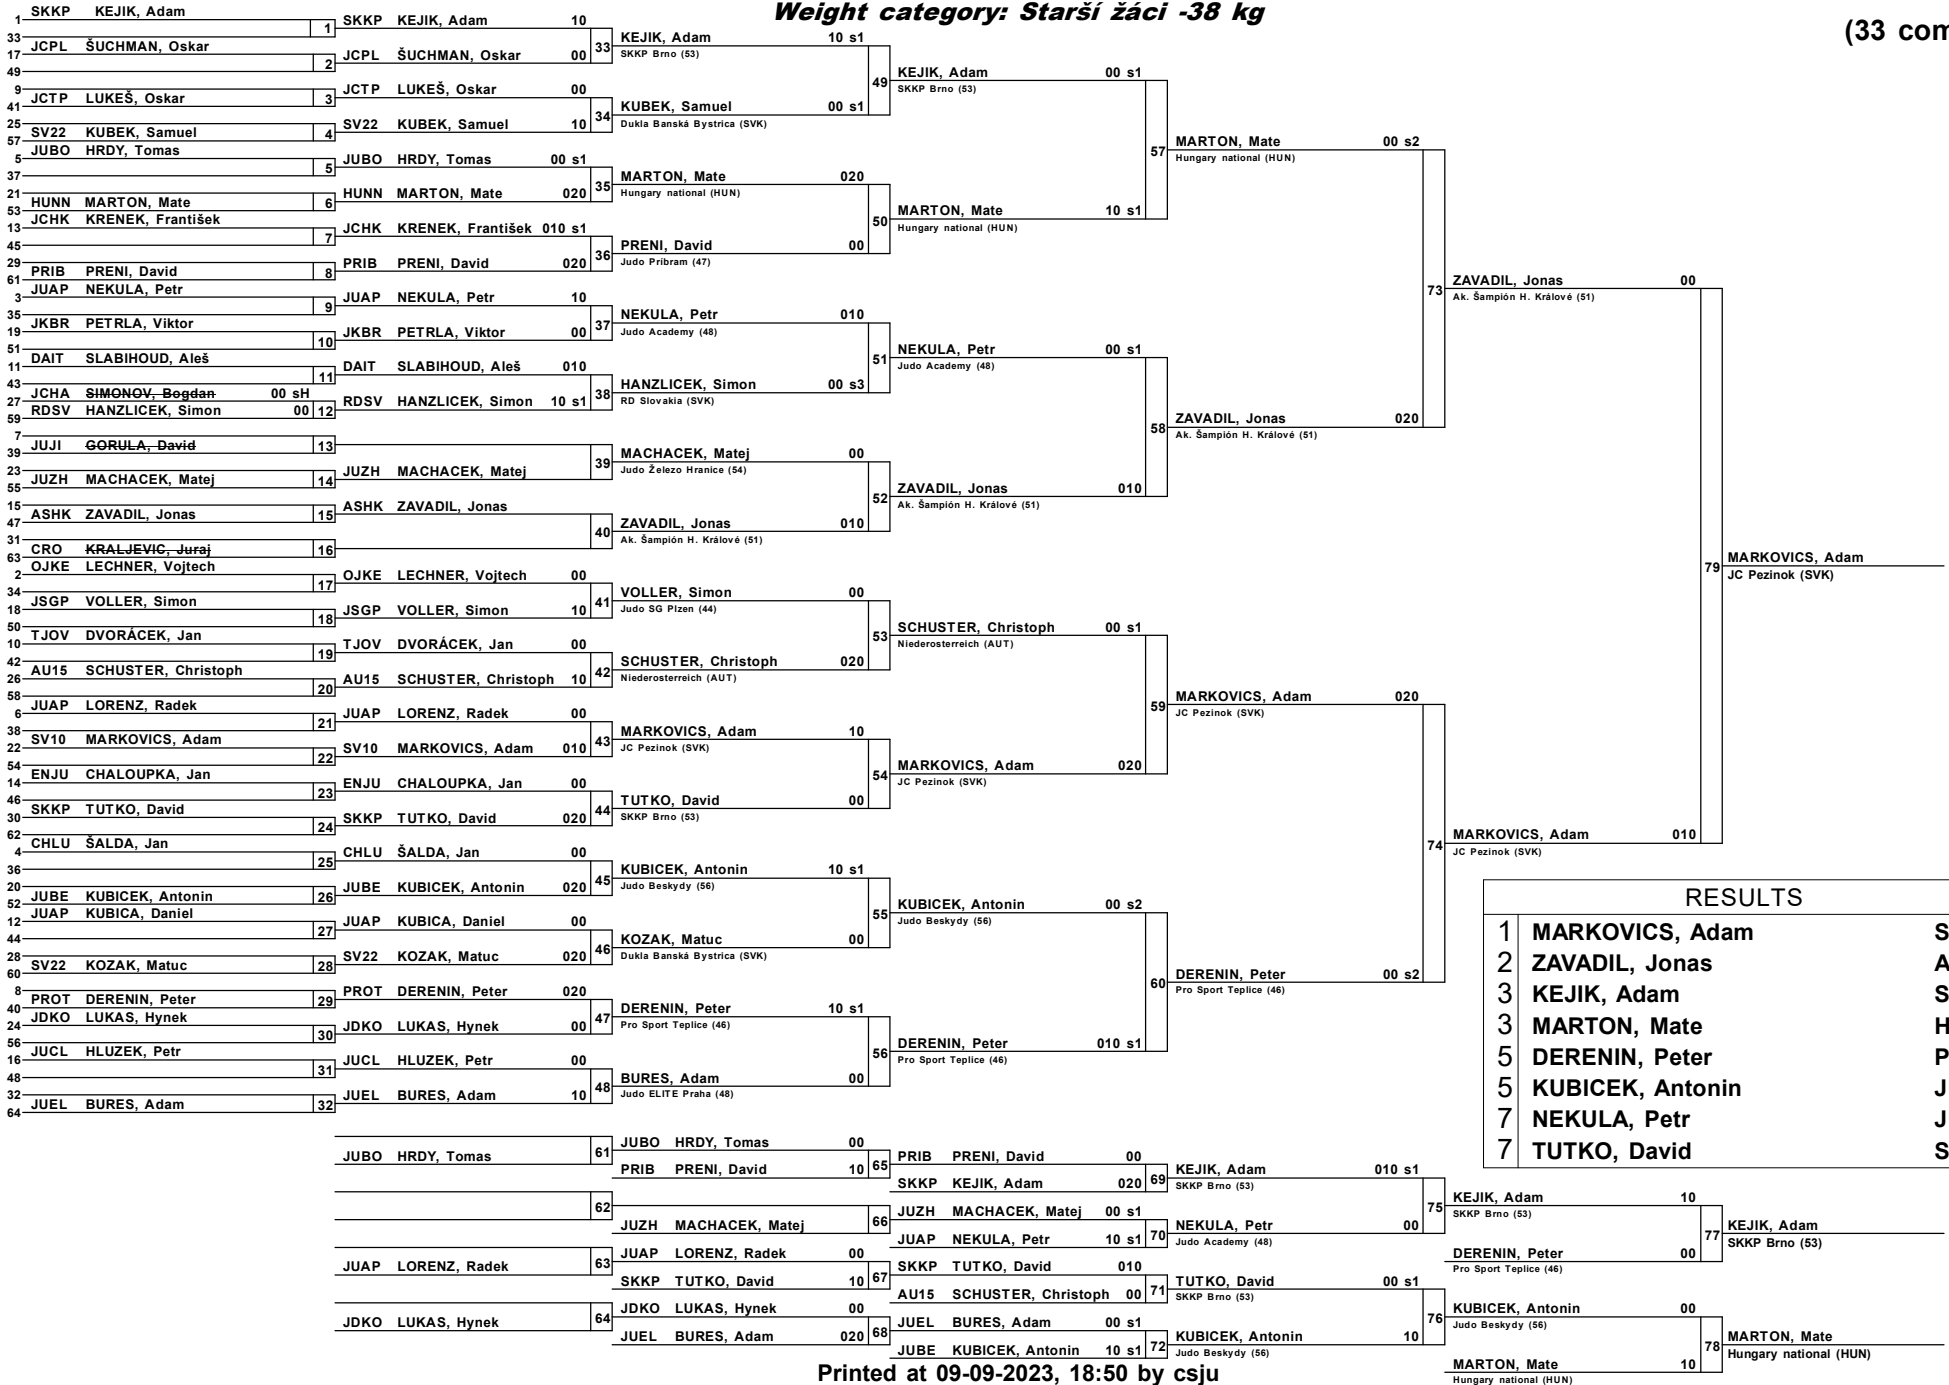 Weight category: Starší žáci -38 kg
(33 com
1 SKKP KEJIK, Adam 1
33
17 JCPL ŠUCHMAN, Oskar 2
49
9
41 JCTP LUKEŠ, Oskar 3
25
57 SV22 KUBEK, Samuel 4
5 JUBO HRDY, Tomas 5
37
21
53 HUNN MARTON, Mate 6
13 JCHK KRENEK, František 7
45
29
61 PRIB PRENI, David 8
3 JUAP NEKULA, Petr 9
35
19 JKBR PETRLA, Viktor 10
51
11 DAIT SLABIHOUD, Aleš 11
43
27 JCHA SIMONOV, Bogdan 00 sH
59 RDSV HANZLICEK, Simon 00 12
7
39 JUJI GORULA, David 13
23
55 JUZH MACHACEK, Matej 14
15
47 ASHK ZAVADIL, Jonas 15
31
63 CRO KRALJEVIC, Juraj 16
2 OJKE LECHNER, Vojtech 17
34
18 JSGP VOLLER, Simon 18
50
10 TJOV DVORÁCEK, Jan 19
42
26 AU15 SCHUSTER, Christoph 20
58
6 JUAP LORENZ, Radek 21
38
22 SV10 MARKOVICS, Adam 22
54
14 ENJU CHALOUPKA, Jan 23
46
30 SKKP TUTKO, David 24
62
4 CHLU ŠALDA, Jan 25
36
20
52 JUBE KUBICEK, Antonin 26
12 JUAP KUBICA, Daniel 27
44
28
60 SV22 KOZAK, Matuc 28
8
40 PROT DERENIN, Peter 29
24 JDKO LUKAS, Hynek 30
56
16 JUCL HLUZEK, Petr 31
48
32
64 JUEL BURES, Adam 32
SKKP KEJIK, Adam 10
33
JCPL ŠUCHMAN, Oskar 00
JCTP LUKEŠ, Oskar 00
34
SV22 KUBEK, Samuel 10
JUBO HRDY, Tomas 00 s1
35
HUNN MARTON, Mate 020
JCHK KRENEK, František 010 s1
36
PRIB PRENI, David 020
JUAP NEKULA, Petr 10
37
JKBR PETRLA, Viktor 00
DAIT SLABIHOUD, Aleš 010
38
RDSV HANZLICEK, Simon 10 s1
39
JUZH MACHACEK, Matej
ASHK ZAVADIL, Jonas
40
OJKE LECHNER, Vojtech 00
41
JSGP VOLLER, Simon 10
TJOV DVORÁCEK, Jan 00
42
AU15 SCHUSTER, Christoph 10
JUAP LORENZ, Radek 00
43
SV10 MARKOVICS, Adam 010
ENJU CHALOUPKA, Jan 00
44
SKKP TUTKO, David 020
CHLU ŠALDA, Jan 00
45
JUBE KUBICEK, Antonin 020
JUAP KUBICA, Daniel 00
46
SV22 KOZAK, Matuc 020
PROT DERENIN, Peter 020
47
JDKO LUKAS, Hynek 00
JUCL HLUZEK, Petr 00
48
JUEL BURES, Adam 10
KEJIK, Adam 10 s1
SKKP Brno (53)
49
KUBEK, Samuel 00 s1
Dukla Banská Bystrica (SVK)
MARTON, Mate 020
Hungary national (HUN)
50
PRENI, David 00
Judo Príbram (47)
NEKULA, Petr 010
Judo Academy (48)
51
HANZLICEK, Simon 00 s3
RD Slovakia (SVK)
MACHACEK, Matej 00
Judo Železo Hranice (54)
52
ZAVADIL, Jonas 010
Ak. Šampión H. Králové (51)
VOLLER, Simon 00
Judo SG Plzen (44)
53
SCHUSTER, Christoph 020
Niederosterreich (AUT)
MARKOVICS, Adam 10
JC Pezinok (SVK)
54
TUTKO, David 00
SKKP Brno (53)
KUBICEK, Antonin 10 s1
Judo Beskydy (56)
55
KOZAK, Matuc 00
Dukla Banská Bystrica (SVK)
DERENIN, Peter 10 s1
Pro Sport Teplice (46)
56
BURES, Adam 00
Judo ELITE Praha (48)
KEJIK, Adam 00 s1
SKKP Brno (53)
57
MARTON, Mate 10 s1
Hungary national (HUN)
NEKULA, Petr 00 s1
Judo Academy (48)
58
ZAVADIL, Jonas 010
Ak. Šampión H. Králové (51)
SCHUSTER, Christoph 00 s1
Niederosterreich (AUT)
59
MARKOVICS, Adam 020
JC Pezinok (SVK)
KUBICEK, Antonin 00 s2
Judo Beskydy (56)
60
DERENIN, Peter 010 s1
Pro Sport Teplice (46)
MARTON, Mate 00 s2
Hungary national (HUN)
73
ZAVADIL, Jonas 020
Ak. Šampión H. Králové (51)
MARKOVICS, Adam 020
JC Pezinok (SVK)
74
DERENIN, Peter 00 s2
Pro Sport Teplice (46)
ZAVADIL, Jonas 00
Ak. Šampión H. Králové (51)
79
MARKOVICS, Adam 010
JC Pezinok (SVK)
MARKOVICS, Adam
JC Pezinok (SVK)
RESULTS
1 MARKOVICS, Adam S
2 ZAVADIL, Jonas A
3 KEJIK, Adam S
3 MARTON, Mate H
5 DERENIN, Peter P
5 KUBICEK, Antonin J
7 NEKULA, Petr J
7 TUTKO, David S
61
JUBO HRDY, Tomas
62
63
JUAP LORENZ, Radek
64
JDKO LUKAS, Hynek
JUBO HRDY, Tomas 00
65
PRIB PRENI, David 10
66
JUZH MACHACEK, Matej
JUAP LORENZ, Radek 00
67
SKKP TUTKO, David 10
JDKO LUKAS, Hynek 00
68
JUEL BURES, Adam 020
PRIB PRENI, David 00
69
SKKP KEJIK, Adam 020
JUZH MACHACEK, Matej 00 s1
70
JUAP NEKULA, Petr 10 s1
SKKP TUTKO, David 010
71
AU15 SCHUSTER, Christoph 00
JUEL BURES, Adam 00 s1
72
JUBE KUBICEK, Antonin 10 s1
KEJIK, Adam 010 s1
SKKP Brno (53)
75
NEKULA, Petr 00
Judo Academy (48)
TUTKO, David 00 s1
SKKP Brno (53)
76
KUBICEK, Antonin 10
Judo Beskydy (56)
KEJIK, Adam 10
SKKP Brno (53)
77
DERENIN, Peter 00
Pro Sport Teplice (46)
KUBICEK, Antonin 00
Judo Beskydy (56)
78
MARTON, Mate 10
Hungary national (HUN)
KEJIK, Adam
SKKP Brno (53)
MARTON, Mate
Hungary national (HUN)
Printed at 09-09-2023, 18:50 by csju